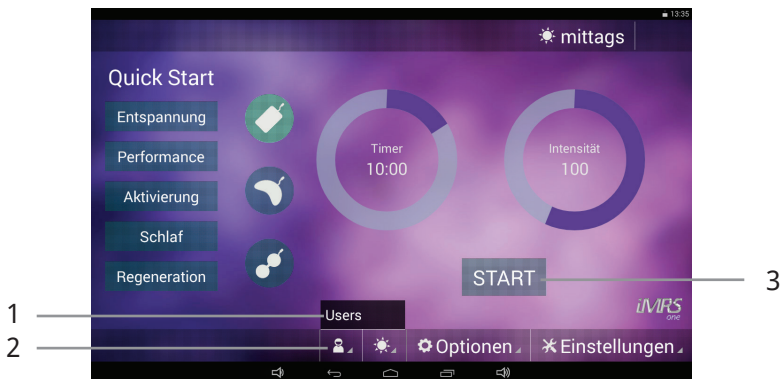 13:35
mittags
Quick Start
Entspannung
Performance
Aktivierung
Schlaf
Regeneration
Timer
10:00
Intensität
100
START
3
iMRS
one
1
Users
2
Optionen
Einstellungen